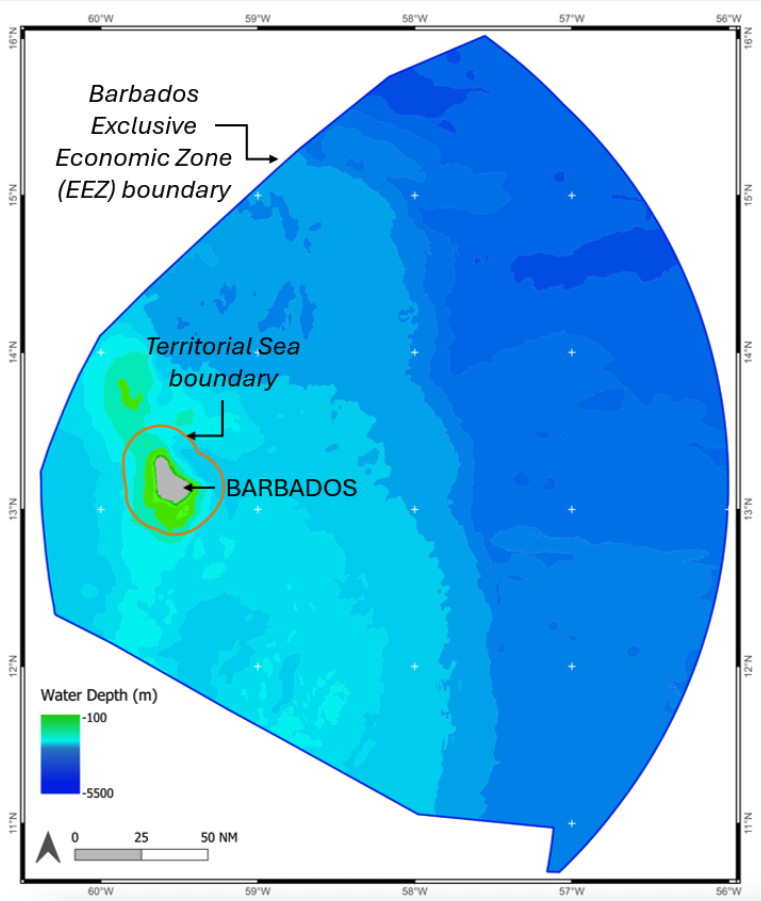 60°W 59°W 58°W 57°W 56°W
16°N 16°N
Barbados
Exclusive
Economic Zone
(EEZ) boundary
15°N 15°N
14°N 14°N
Territorial Sea
boundary
BARBADOS
13°N 13°N
12°N 12°N
Water Depth (m)
-100
-5500
11°N 11°N
0 25 50 NM
60°W 59°W 58°W 57°W 56°W